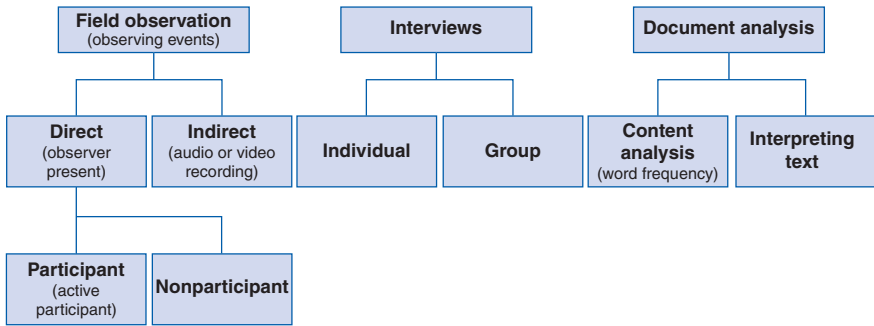 Field observation
(observing events)
Interviews
Document analysis
Direct
(observer
present)
Indirect
(audio or video
recording)
Individual
Group
Content
analysis
(word frequency)
Interpreting
text
Participant
(active
participant)
Nonparticipant